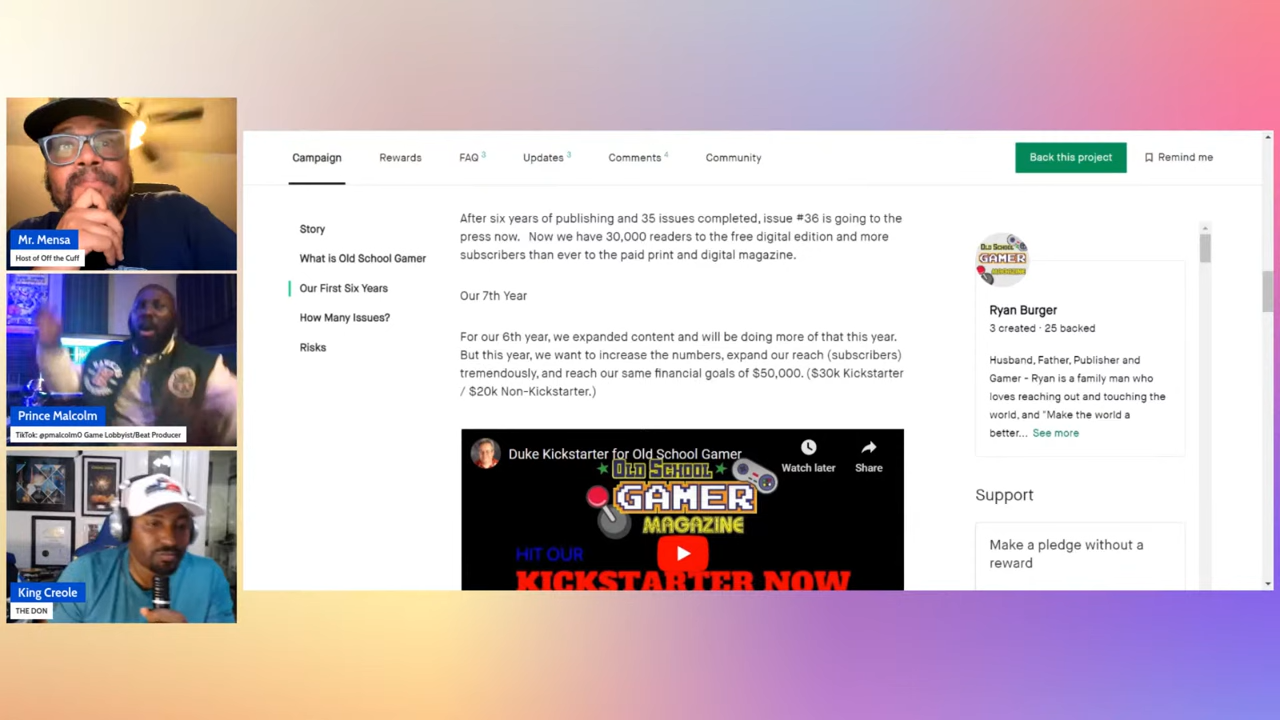 Mr. Mensa
Host of Off the Cuff
Prince Malcolm
TikTok: @pmalcolm0 Game Lobbyist/Beat Producer
King Creole
THE DON
Campaign
Rewards
FAQ 3
Updates 3
Comments 4
Community
Back this project
Remind me
Story
What is Old School Gamer
Our First Six Years
How Many Issues?
Risks
After six years of publishing and 35 issues completed, issue #36 is going to the
press now.  Now we have 30,000 readers to the free digital edition and more
subscribers than ever to the paid print and digital magazine.
Our 7th Year
For our 6th year, we expanded content and will be doing more of that this year.
But this year, we want to increase the numbers, expand our reach (subscribers)
tremendously, and reach our same financial goals of $50,000. ($30k Kickstarter
/ $20k Non-Kickstarter.)
Duke Kickstarter for Old School Gamer
Watch later
Share
OLD SCHOOL
GAMER
MAGAZINE
HIT OUR
KICKSTARTER NOW
OLD SCHOOL
GAMER
MAGAZINE
Ryan Burger
3 created · 25 backed
Husband, Father, Publisher and
Gamer - Ryan is a family man who
loves reaching out and touching the
world, and "Make the world a
better... See more
Support
Make a pledge without a
reward